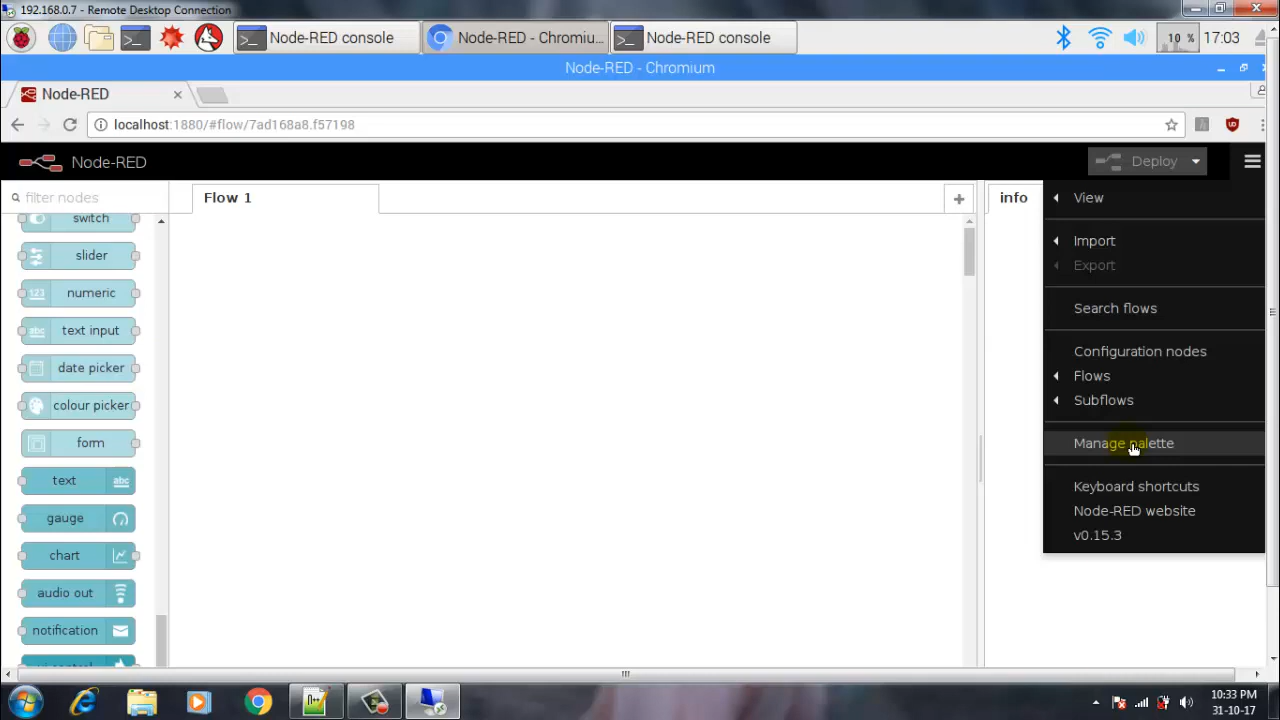 192.168.0.7 - Remote Desktop Connection
Node-RED console
Node-RED - Chromiu...
Node-RED console
10 %
17:03
Node-RED - Chromium
Node-RED
localhost:1880/#flow/7ad168a8.f57198
Node-RED
Deploy
filter nodes
Flow 1
info
switch
slider
numeric
text input
date picker
colour picker
form
text
gauge
chart
audio out
notification
View
Import
Export
Search flows
Configuration nodes
Flows
Subflows
Manage palette
Keyboard shortcuts
Node-RED website
v0.15.3
10:33 PM
31-10-17